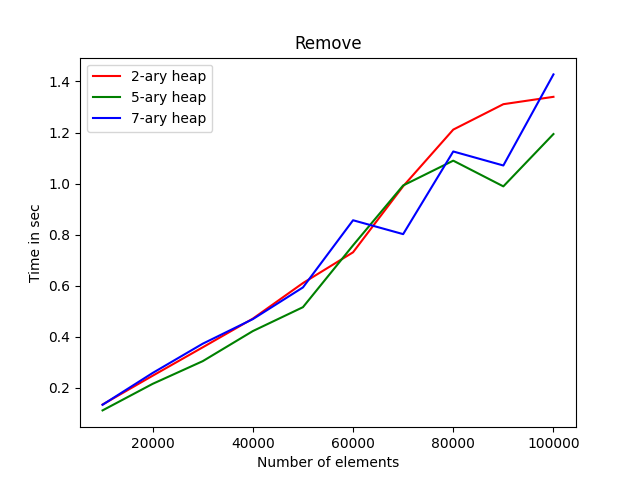 Remove
2-ary heap
5-ary heap
7-ary heap
Time in sec
1.4
1.2
1.0
0.8
0.6
0.4
0.2
20000 40000 60000 80000 100000
Number of elements